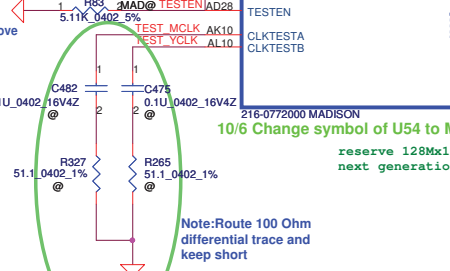 R83
1
2
MAD@
TESTEN
AD28
TESTEN
5.11K_0402_5%
TEST_MCLK
AK10
CLKTESTA
TEST_YCLK
AL10
CLKTESTB
1
1
C482
C475
1U_0402_16V4Z
0.1U_0402_16V4Z
@
2
2
@
216-0772000 MADISON
10/6 Change symbol of U54 to M
reserve 128Mx1
next generatio
R327
R265
51.1_0402_1%
51.1_0402_1%
@
@
Note:Route 100 Ohm
differential trace and
keep short